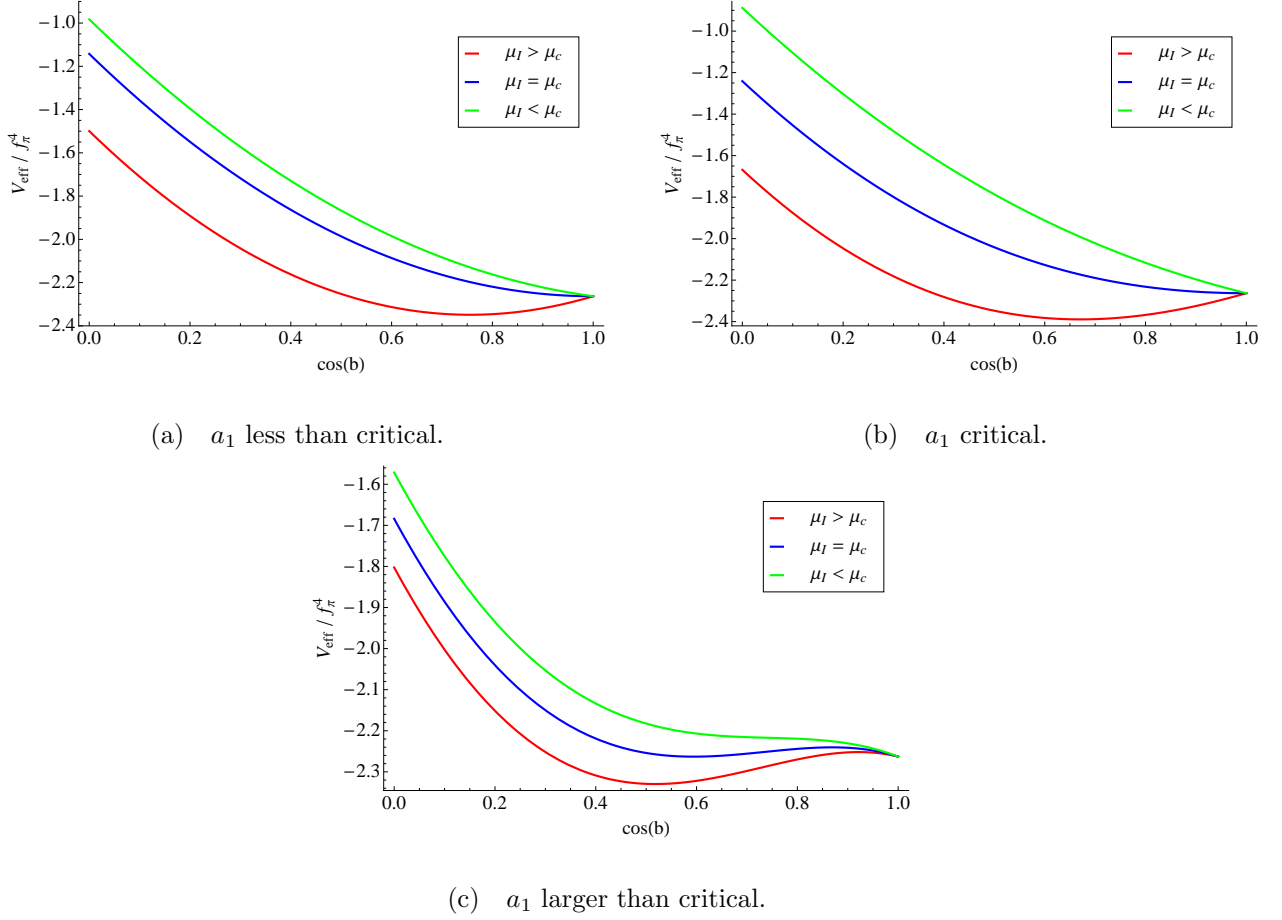 −1.0
−1.2
−1.4
−1.6
−1.8
−2.0
−2.2
−2.4
V_eff / f_π^4
0.0 0.2 0.4 0.6 0.8 1.0
cos(b)
μ_I > μ_c
μ_I = μ_c
μ_I < μ_c
(a) a_1 less than critical.
−1.0
−1.2
−1.4
−1.6
−1.8
−2.0
−2.2
−2.4
V_eff / f_π^4
0.0 0.2 0.4 0.6 0.8 1.0
cos(b)
μ_I > μ_c
μ_I = μ_c
μ_I < μ_c
(b) a_1 critical.
−1.6
−1.7
−1.8
−1.9
−2.0
−2.1
−2.2
−2.3
V_eff / f_π^4
0.0 0.2 0.4 0.6 0.8 1.0
cos(b)
μ_I > μ_c
μ_I = μ_c
μ_I < μ_c
(c) a_1 larger than critical.